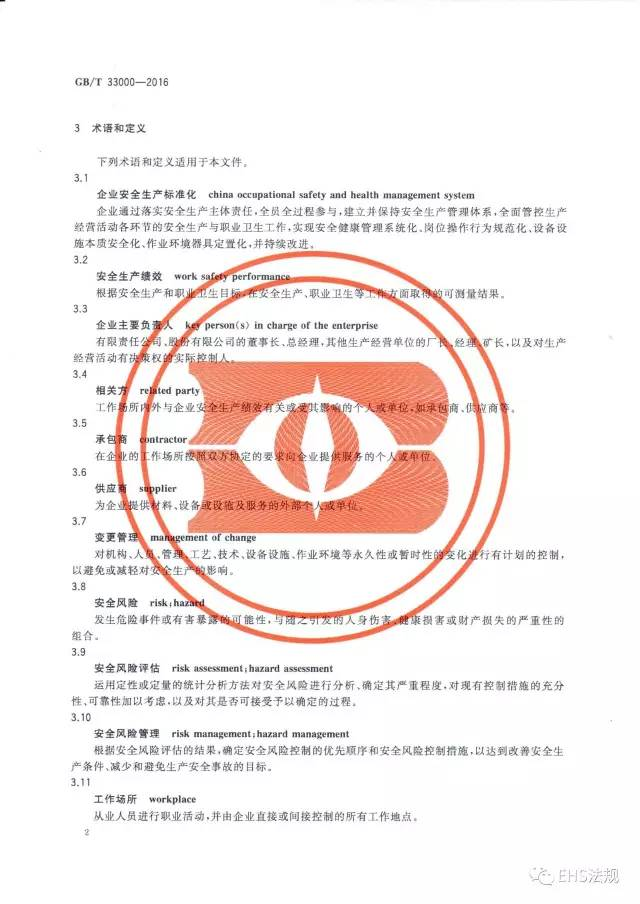 GB/T 33000—2016
3 术语和定义
下列术语和定义适用于本文件。
3.1
企业安全生产标准化 china occupational safety and health management system
企业通过落实安全生产主体责任,全员全过程参与,建立并保持安全生产管理体系,全面管控生产
经营活动各环节的安全生产与职业卫生工作,实现安全健康管理系统化、岗位操作行为规范化、设备设
施本质安全化、作业环境器具定置化,并持续改进。
3.2
安全生产绩效 work safety performance
根据安全生产和职业卫生目标,在安全生产、职业卫生等工作方面取得的可测量结果。
3.3
企业主要负责人 key person(s) in charge of the enterprise
有限责任公司、股份有限公司的董事长、总经理,其他生产经营单位的厂长、经理、矿长,以及对生产
经营活动有决策权的实际控制人。
3.4
相关方 related party
工作场所内外与企业安全生产绩效有关或受其影响的个人或单位,如承包商、供应商等。
3.5
承包商 contractor
在企业的工作场所按照双方协定的要求向企业提供服务的个人或单位。
3.6
供应商 supplier
为企业提供材料、设备或设施及服务的外部个人或单位。
3.7
变更管理 management of change
对机构、人员、管理、工艺、技术、设备设施、作业环境等永久性或暂时性的变化进行有计划的控制,
以避免或减轻对安全生产的影响。
3.8
安全风险 risk;hazard
发生危险事件或有害暴露的可能性,与随之引发的人身伤害、健康损害或财产损失的严重性的
组合。
3.9
安全风险评估 risk assessment;hazard assessment
运用定性或定量的统计分析方法对安全风险进行分析、确定其严重程度,对现有控制措施的充分
性、可靠性加以考虑,以及对其是否可接受予以确定的过程。
3.10
安全风险管理 risk management;hazard management
根据安全风险评估的结果,确定安全风险控制的优先顺序和安全风险控制措施,以达到改善安全生
产条件、减少和避免生产安全事故的目标。
3.11
工作场所 workplace
从业人员进行职业活动,并由企业直接或间接控制的所有工作地点。
2
EHS法规